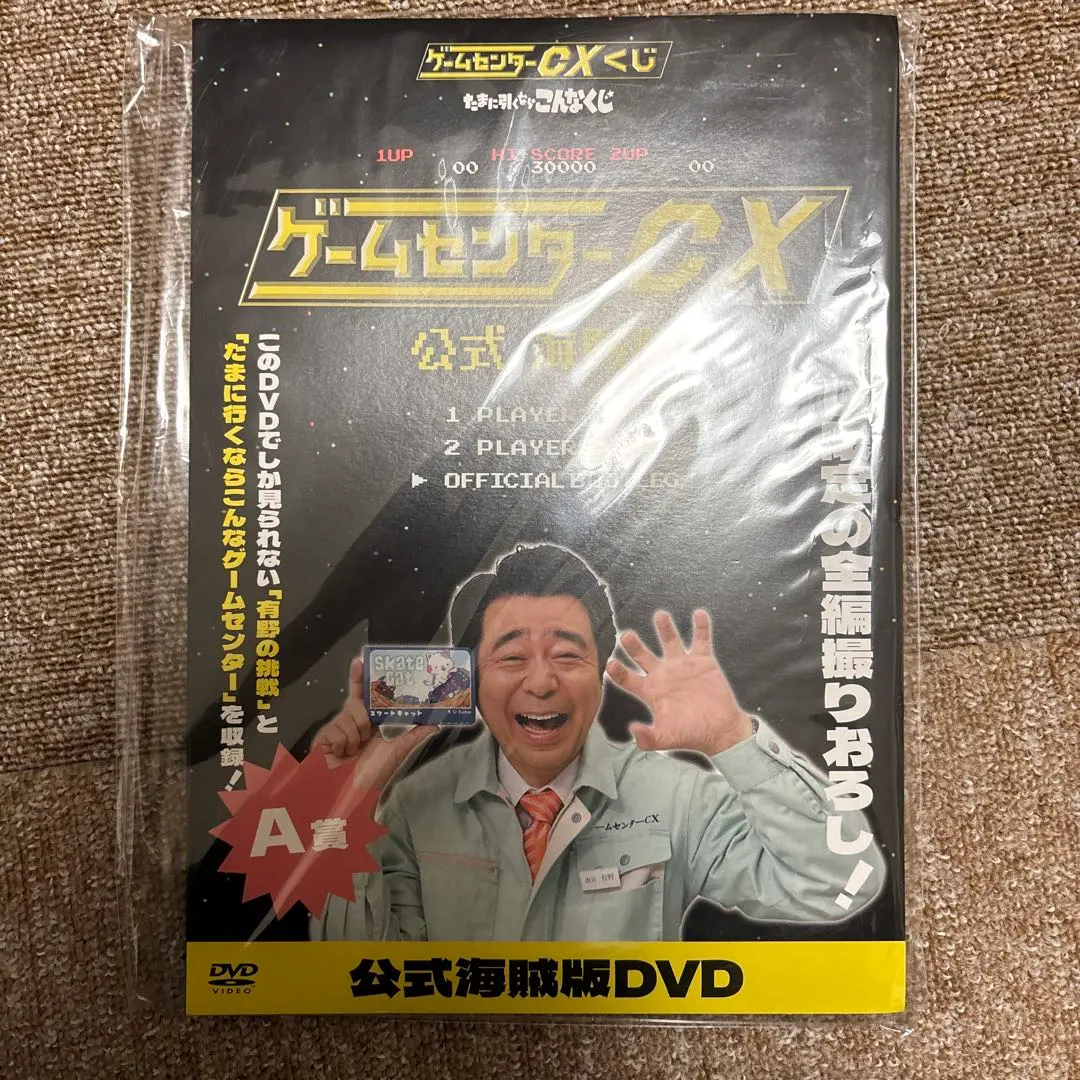 ゲームセンターCXくじ
たまに引くならこんなくじ
1UP HI SCORE 2UP
00 30000 00
ゲームセンターCX
公式
1 PLAYER
2 PLAYER
▶ OFFICIAL BOOTLEG
の全編撮りおろし!
このDVDでしか見られない「有野の挑戦」と
「たまに行くならこんなゲームセンター」を収録!
skate
cat
スケートキャット
ームセンターCX
有野
A賞
DVD
VIDEO
公式海賊版DVD